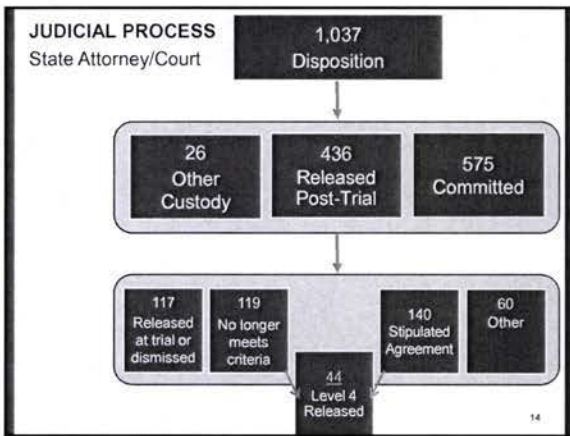 JUDICIAL PROCESS
State Attorney/Court
1,037
Disposition
26
Other
Custody
436
Released
Post-Trial
575
Committed
117
Released
at trial or
dismissed
119
No longer
meets
criteria
140
Stipulated
Agreement
60
Other
44
Level 4
Released
14